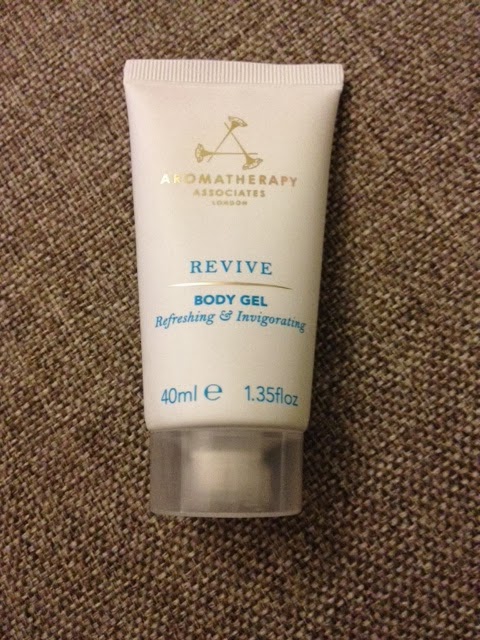 AROMATHERAPY
ASSOCIATES
LONDON
REVIVE
BODY GEL
Refreshing & Invigorating
40ml ℮ 1.35floz